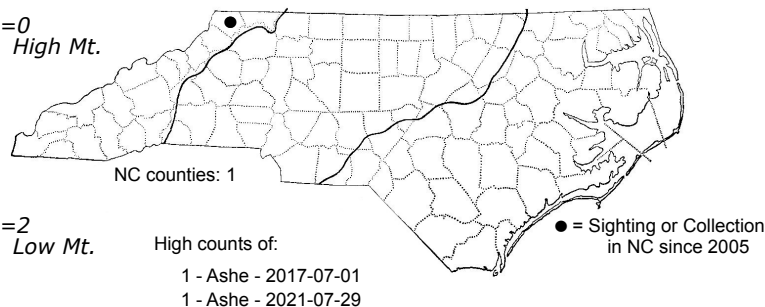 =0
High Mt.
NC counties: 1
=2
Low Mt.
High counts of:
1 - Ashe - 2017-07-01
1 - Ashe - 2021-07-29
● = Sighting or Collection
in NC since 2005